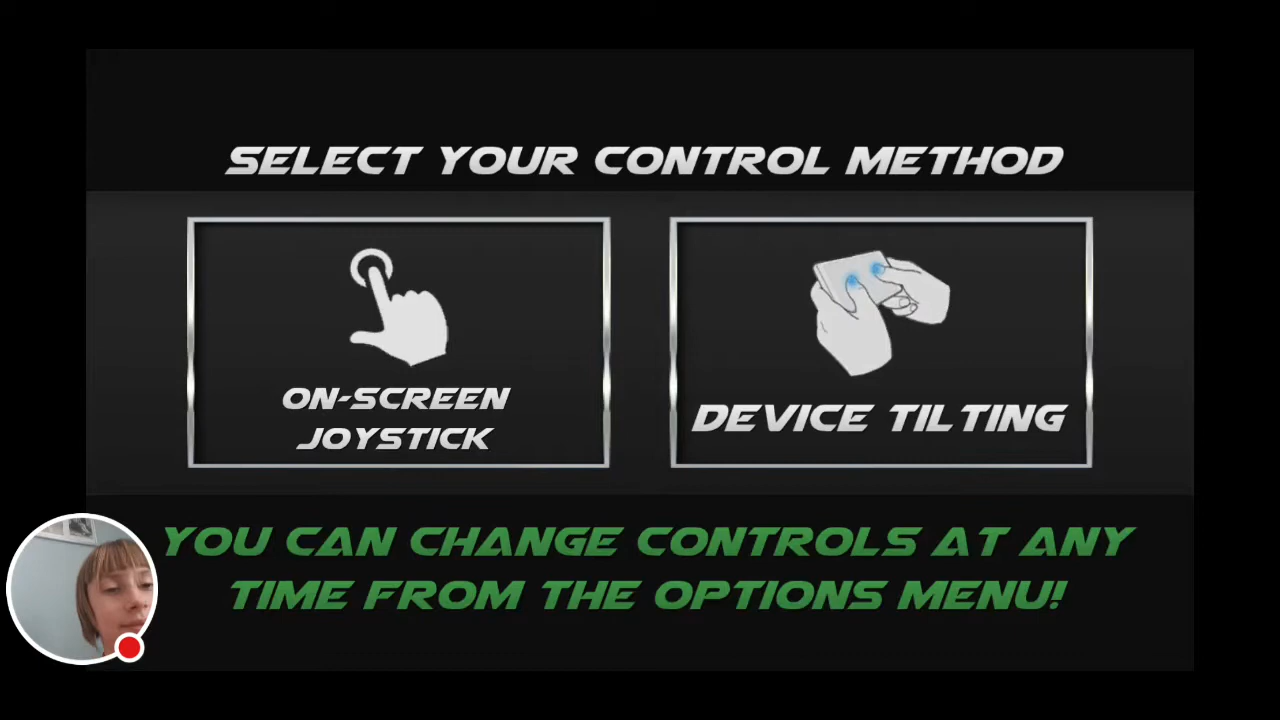 SELECT YOUR CONTROL METHOD
ON-SCREEN
JOYSTICK
DEVICE TILTING
YOU CAN CHANGE CONTROLS AT ANY
TIME FROM THE OPTIONS MENU!